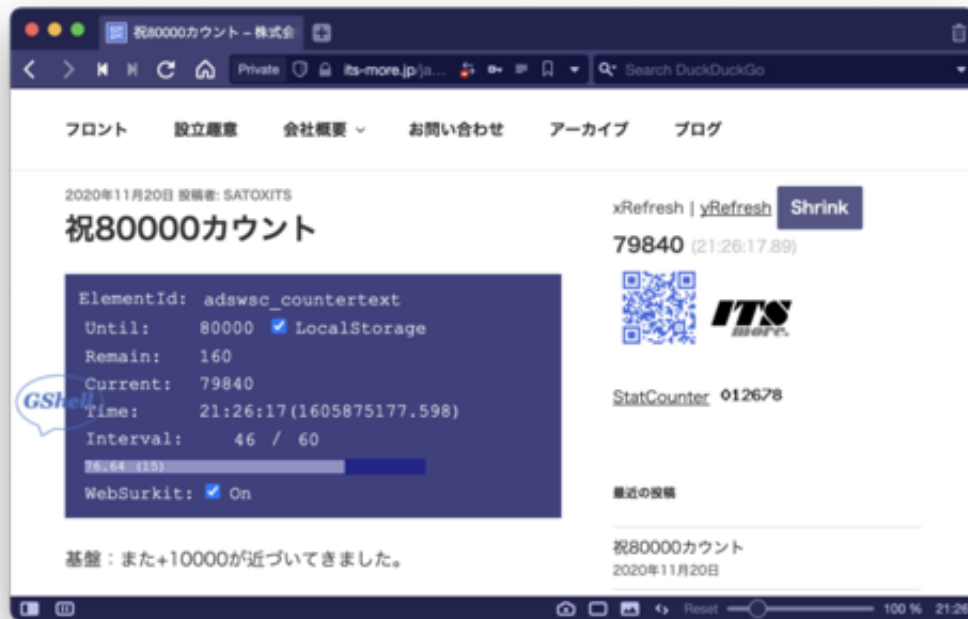 祝80000カウント – 株式会
Private its-more.jp/ja... Search DuckDuckGo
フロント 設立趣意 会社概要 お問い合わせ アーカイブ ブログ
2020年11月20日 投稿者: SATOXITS
祝80000カウント
ElementId: adswsc_countertext
Until: 80000 LocalStorage
Remain: 160
Current: 79840
Time: 21:26:17(1605875177.598)
Interval: 46 / 60
76.64 (15)
WebSurkit: On
GShell
基盤：また+10000が近づいてきました。
xRefresh | yRefresh Shrink
79840 (21:26:17.89)
ITS
more.
StatCounter 012678
最近の投稿
祝80000カウント
2020年11月20日
Reset 100 % 21:26